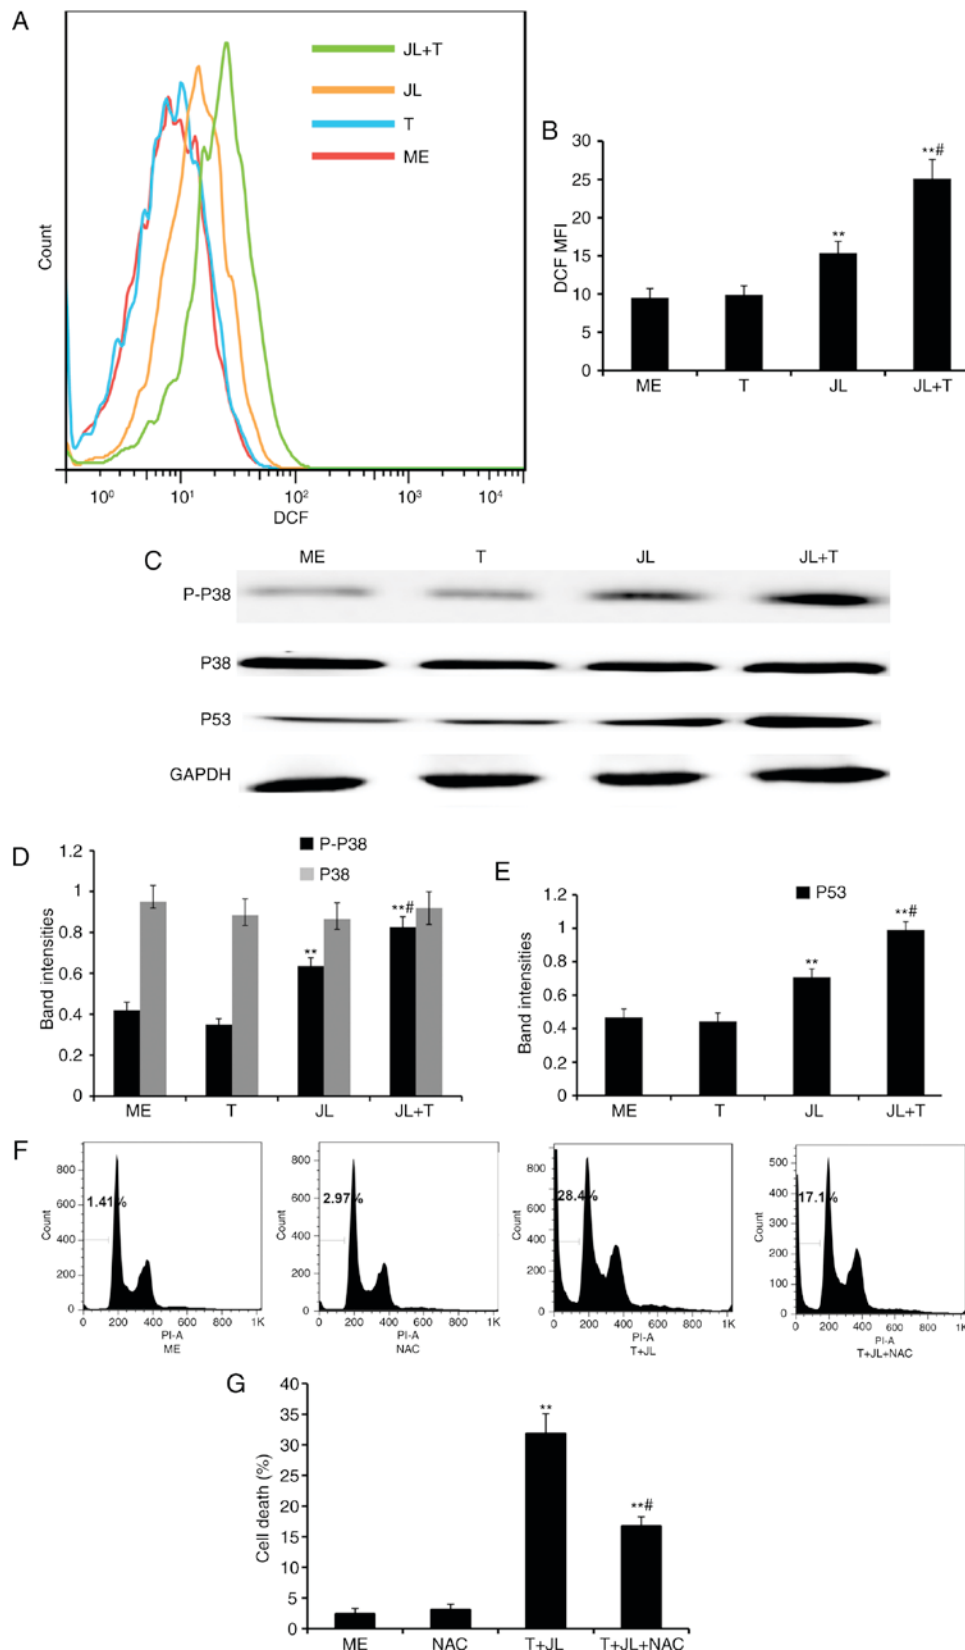 A
JL+T
JL
T
ME
Count
10⁰ 10¹ 10² 10³ 10⁴
DCF
B
30
25
20
15
10
5
0
DCF MFI
**
**#
ME T JL JL+T
C
ME T JL JL+T
P-P38
P38
P53
GAPDH
D
P-P38
P38
1.2
1
0.8
0.6
0.4
0.2
0
Band intensities
**
**#
ME T JL JL+T
E
P53
1.2
1
0.8
0.6
0.4
0.2
0
Band intensities
**
**#
ME T JL JL+T
F
800
600
400
200
0
Count
1.41%
0 200 400 600 800 1K
PI-A
ME
800
600
400
200
0
Count
2.97%
0 200 400 600 800 1K
PI-A
NAC
800
600
400
200
0
Count
28.4%
0 200 400 600 800 1K
PI-A
T+JL
500
400
300
200
100
0
Count
17.1%
0 200 400 600 800 1K
PI-A
T+JL+NAC
G
40
35
30
25
20
15
10
5
0
Cell death (%)
**
**#
ME NAC T+JL T+JL+NAC